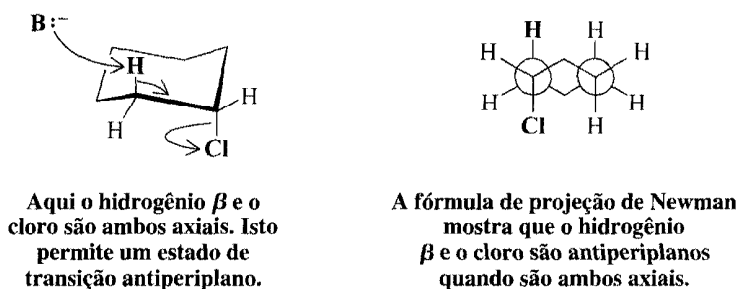 B:⁻
H
H
H
Cl
H
H
H
H
H
H
H
Cl
Aqui o hidrogênio β e o
cloro são ambos axiais. Isto
permite um estado de
transição antiperiplano.
A fórmula de projeção de Newman
mostra que o hidrogênio
β e o cloro são antiperiplanos
quando são ambos axiais.